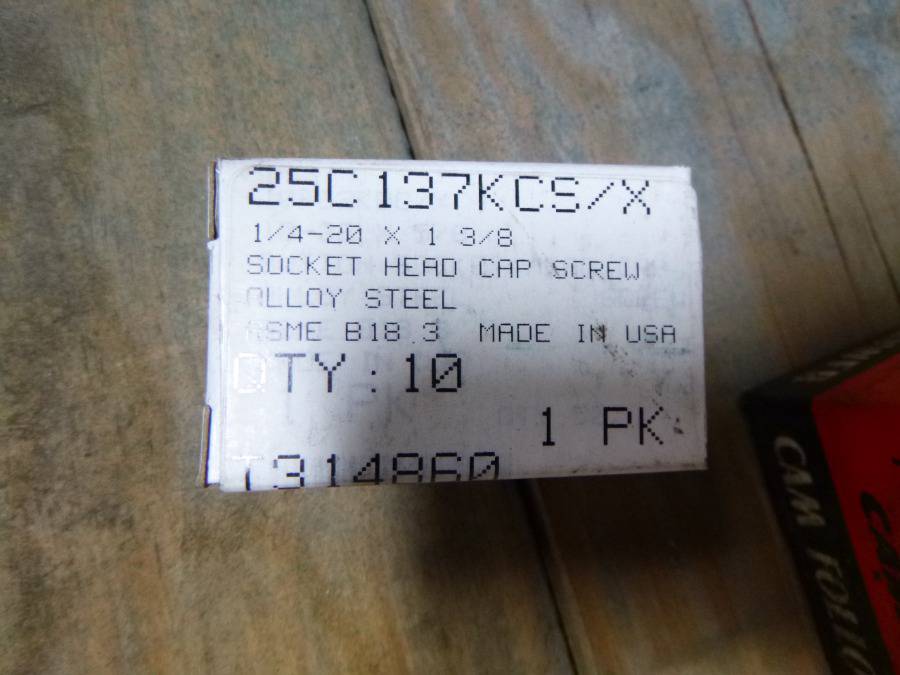 25C137KCS/X
1/4-20 X 1 3/8
SOCKET HEAD CAP SCREW
ALLOY STEEL
ASME B18.3 MADE IN USA
QTY:10
1 PK
T314860
CAM